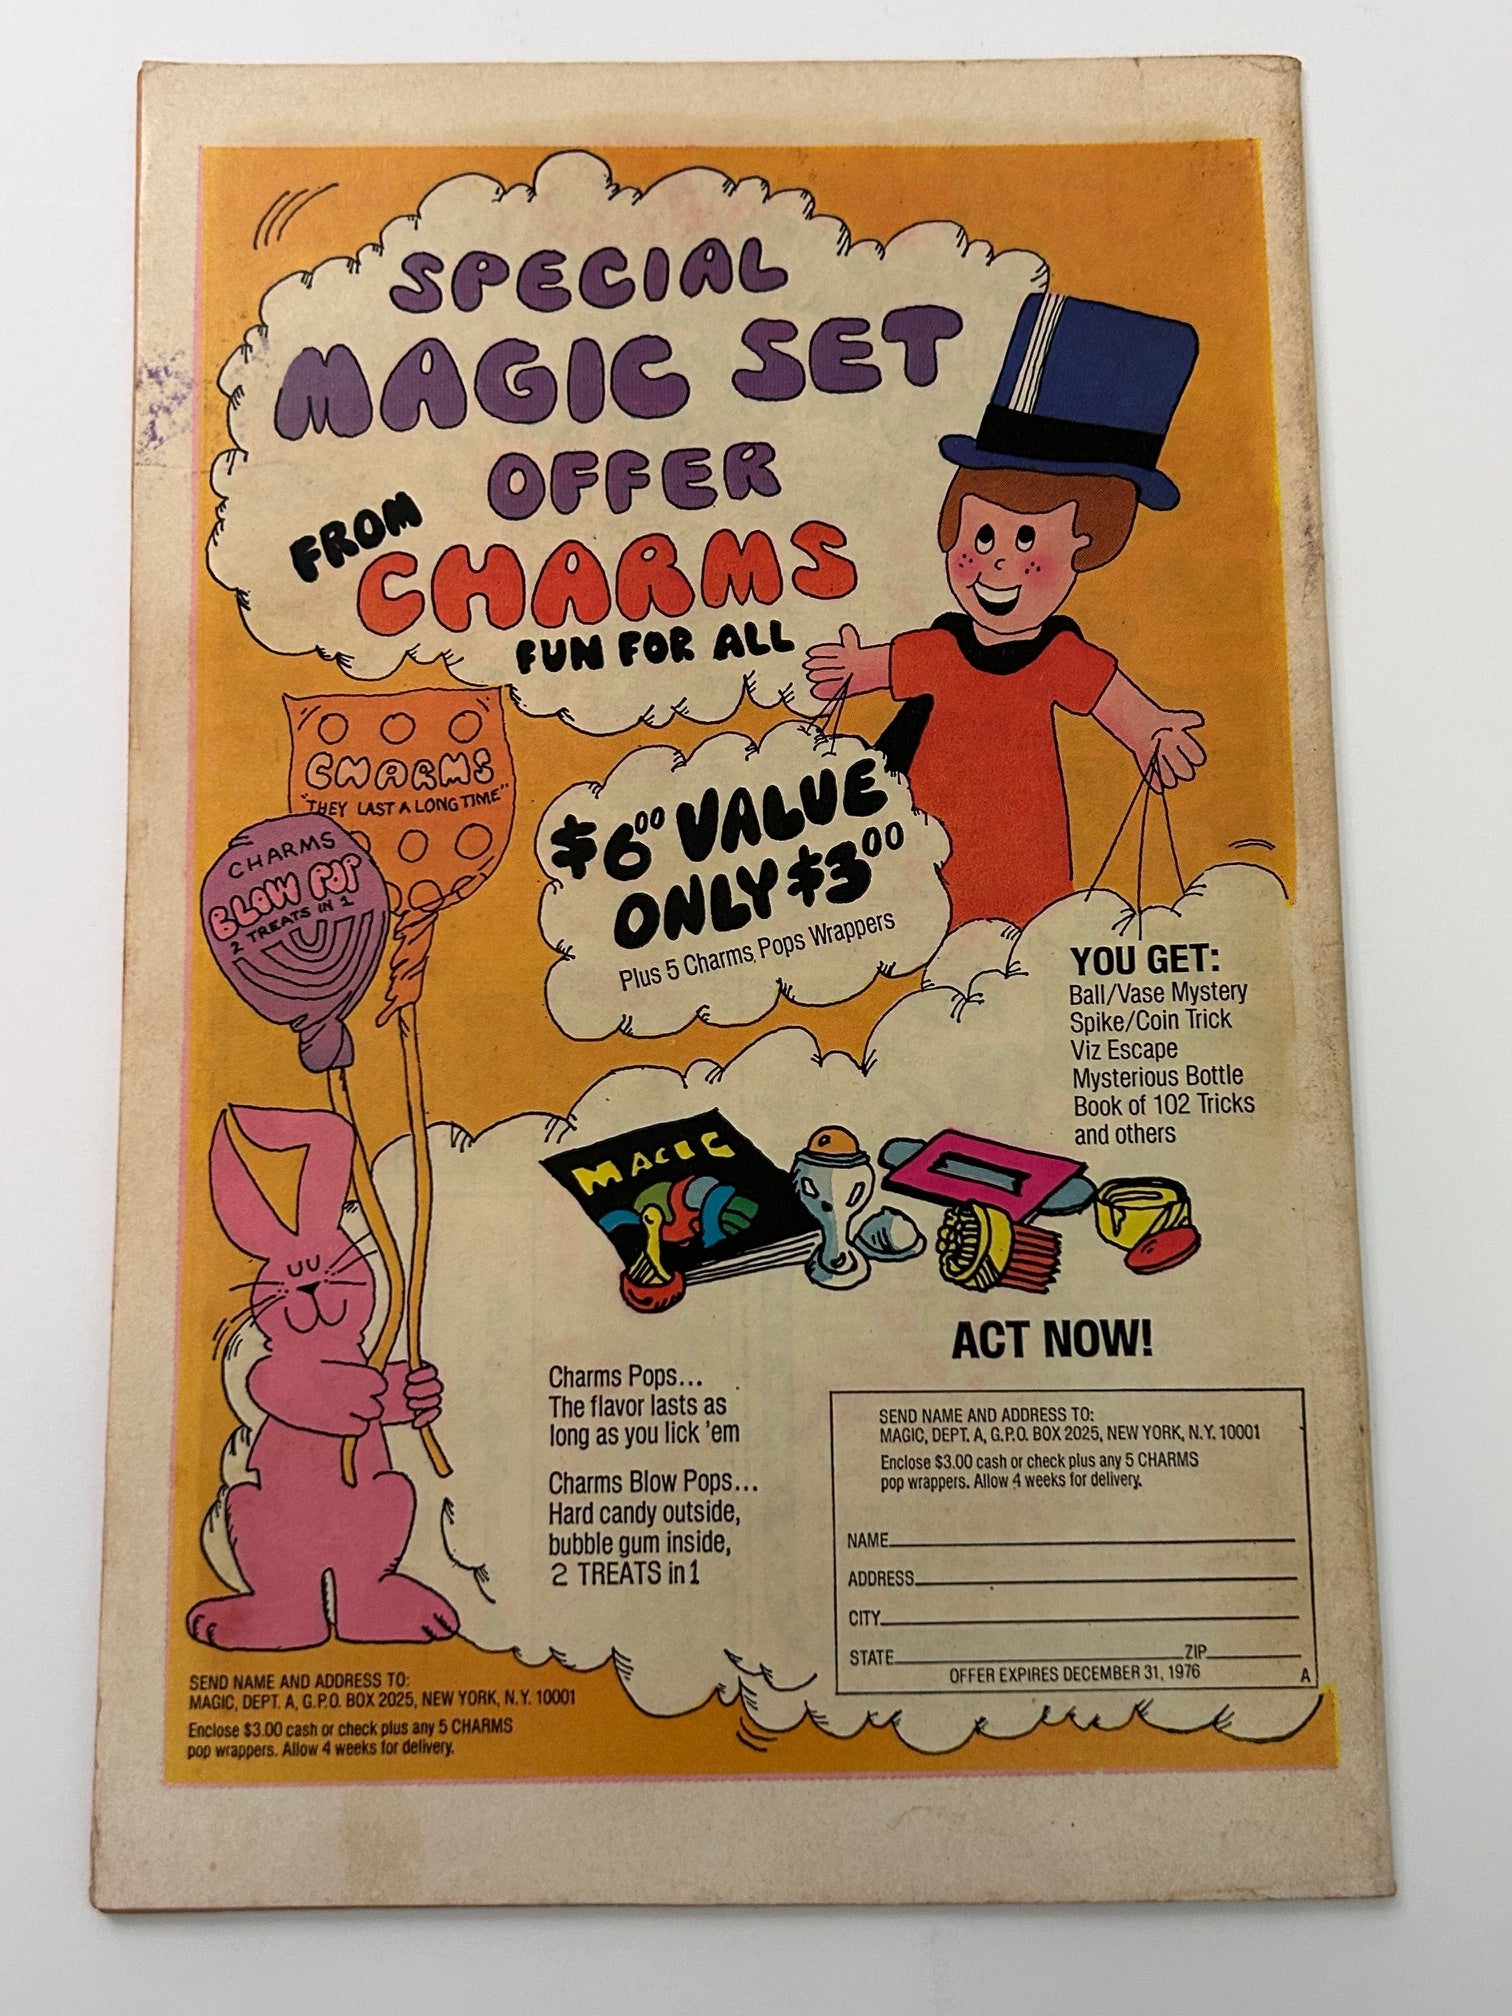 SPECIAL
MAGIC SET
OFFER
FROM
CHARMS
FUN FOR ALL
CHARMS
"THEY LAST A LONG TIME"
CHARMS
BLOW POP
2 TREATS IN 1
$6.00 VALUE
ONLY $3.00
Plus 5 Charms Pops Wrappers
YOU GET:
Ball/Vase Mystery
Spike/Coin Trick
Viz Escape
Mysterious Bottle
Book of 102 Tricks
and others
MAGIC
ACT NOW!
Charms Pops...
The flavor lasts as
long as you lick 'em
Charms Blow Pops...
Hard candy outside,
bubble gum inside,
2 TREATS in 1
SEND NAME AND ADDRESS TO:
MAGIC, DEPT. A, G.P.O. BOX 2025, NEW YORK, N.Y. 10001
Enclose $3.00 cash or check plus any 5 CHARMS
pop wrappers. Allow 4 weeks for delivery.
NAME
ADDRESS
CITY
STATE ZIP
OFFER EXPIRES DECEMBER 31, 1976 A
SEND NAME AND ADDRESS TO:
MAGIC, DEPT. A, G.P.O. BOX 2025, NEW YORK, N.Y. 10001
Enclose $3.00 cash or check plus any 5 CHARMS
pop wrappers. Allow 4 weeks for delivery.